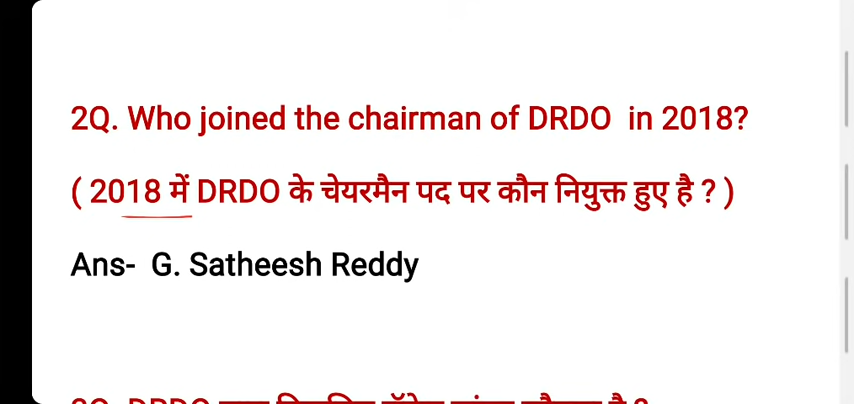 2Q. Who joined the chairman of DRDO in 2018?
( 2018 में DRDO के चेयरमैन पद पर कौन नियुक्त हुए है ? )
Ans- G. Satheesh Reddy